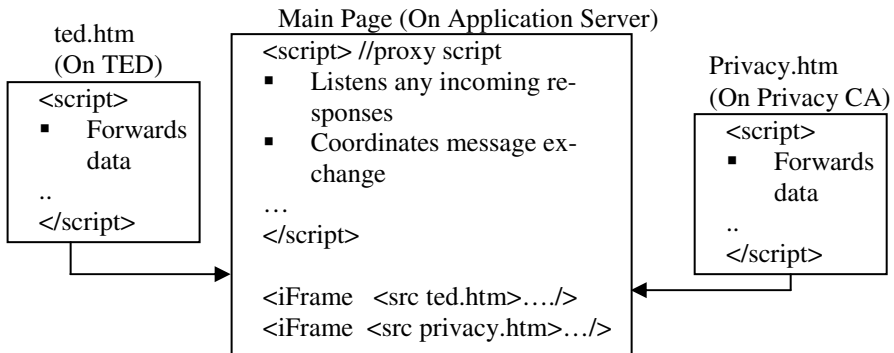 Main Page (On Application Server)
ted.htm
(On TED)
<script>
▪ Forwards
data
..
</script>
<script> //proxy script
▪ Listens any incoming re-
sponses
▪ Coordinates message ex-
change
…
</script>
<iFrame <src ted.htm>…./>
<iFrame <src privacy.htm>…/>
Privacy.htm
(On Privacy CA)
<script>
▪ Forwards
data
..
</script>